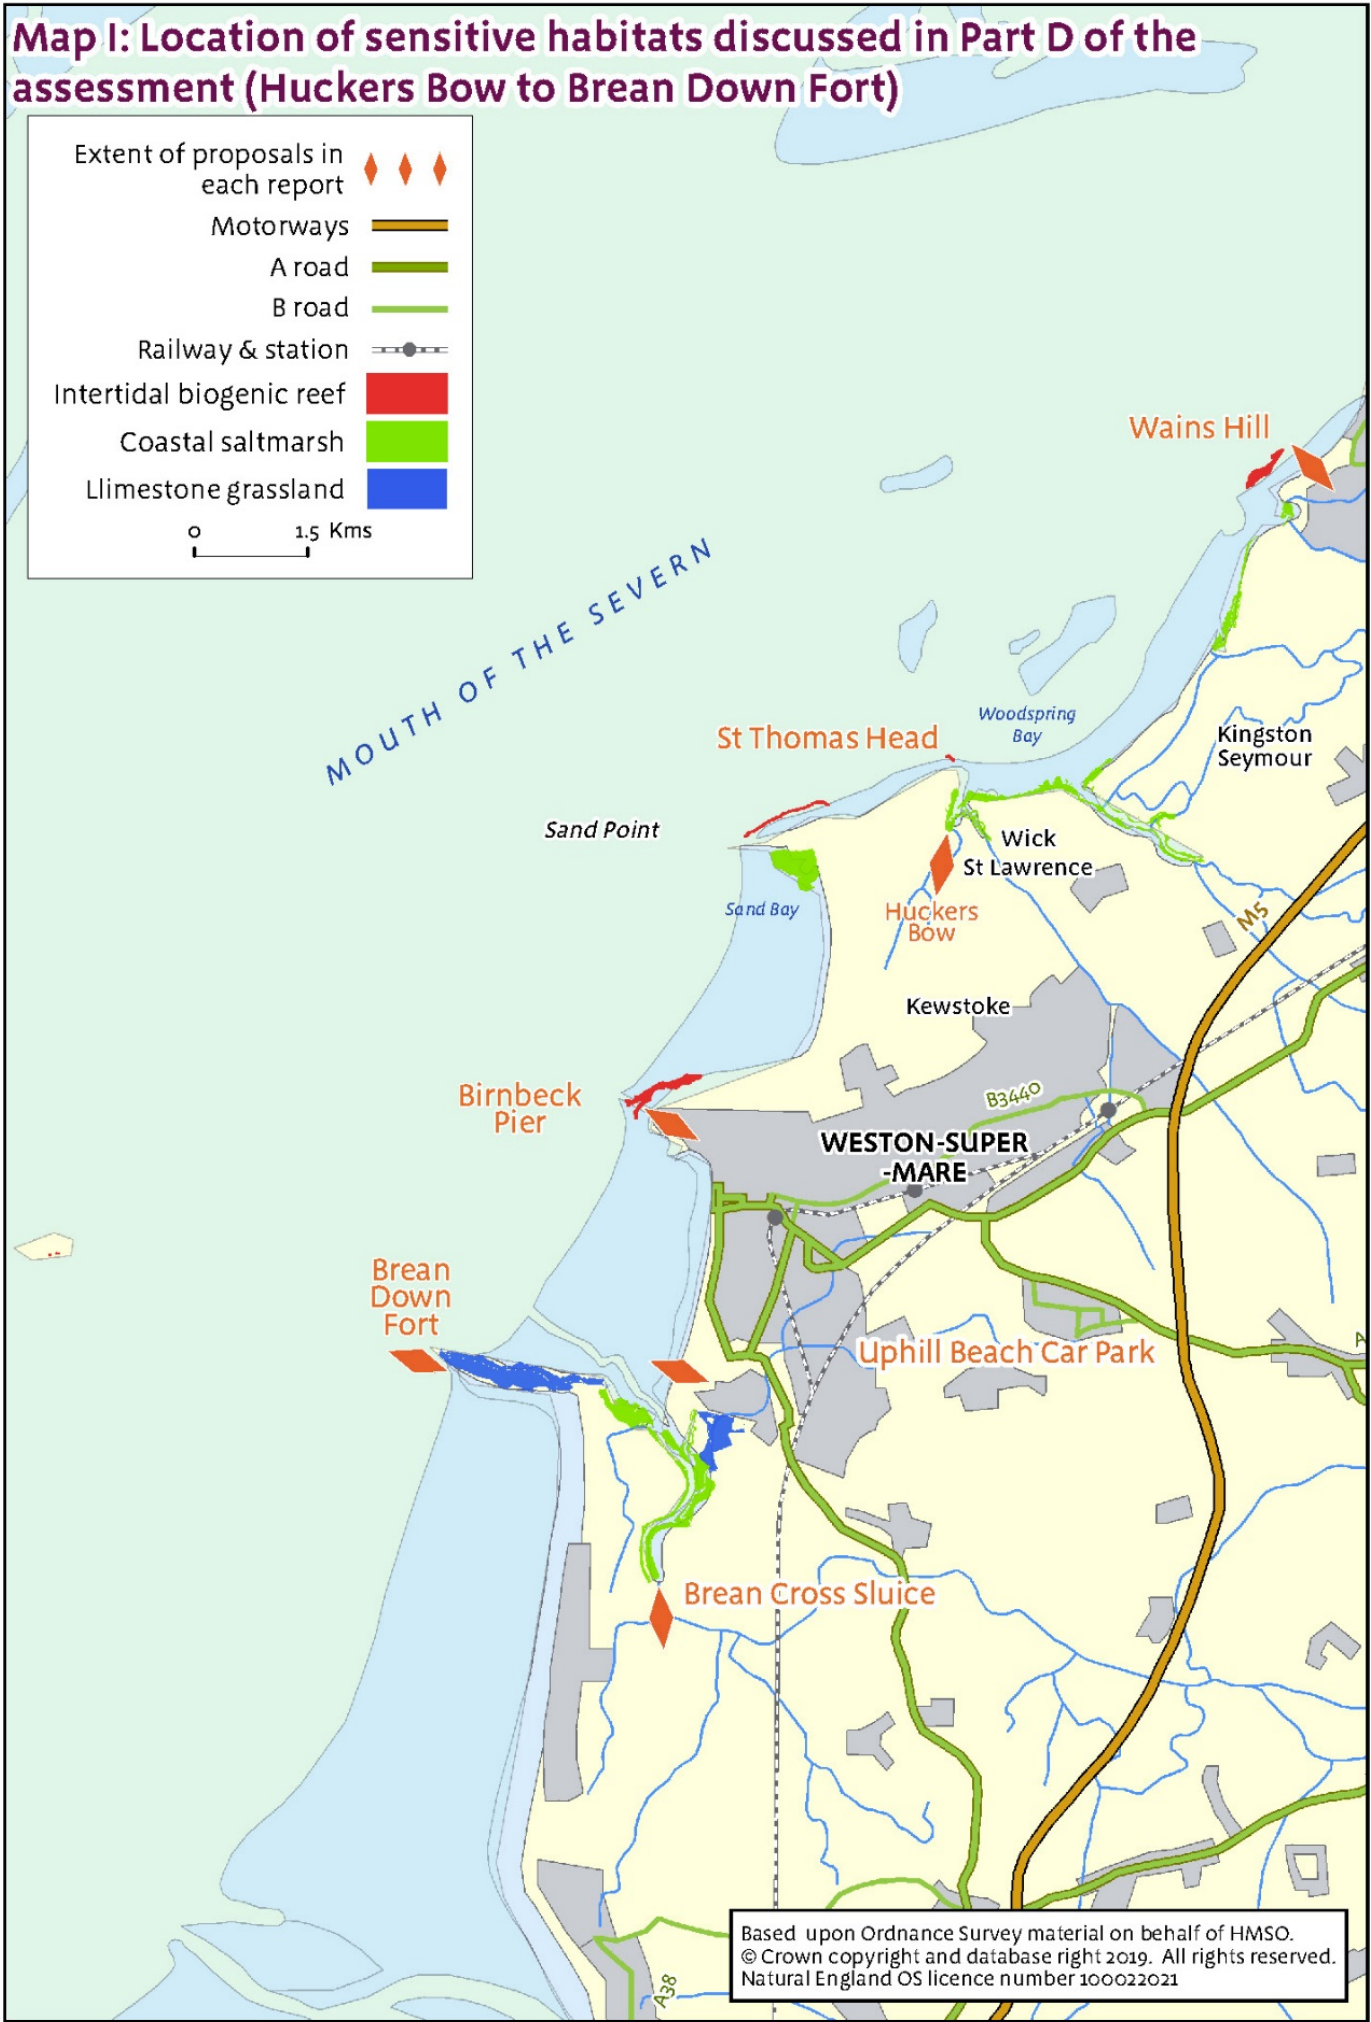 Map I: Location of sensitive habitats discussed in Part D of the
assessment (Huckers Bow to Brean Down Fort)
Extent of proposals in
each report
Motorways
A road
B road
Railway & station
Intertidal biogenic reef
Coastal saltmarsh
Llimestone grassland
0 1.5 Kms
Wains Hill
MOUTH OF THE SEVERN
Woodspring
Bay
St Thomas Head
Kingston
Seymour
Sand Point
Wick
St Lawrence
Sand Bay
Huckers
Bow
M5
Kewstoke
Birnbeck
Pier
B3440
WESTON-SUPER
-MARE
Brean
Down
Fort
Uphill Beach Car Park
A
Brean Cross Sluice
A38
Based upon Ordnance Survey material on behalf of HMSO.
© Crown copyright and database right 2019. All rights reserved.
Natural England OS licence number 100022021